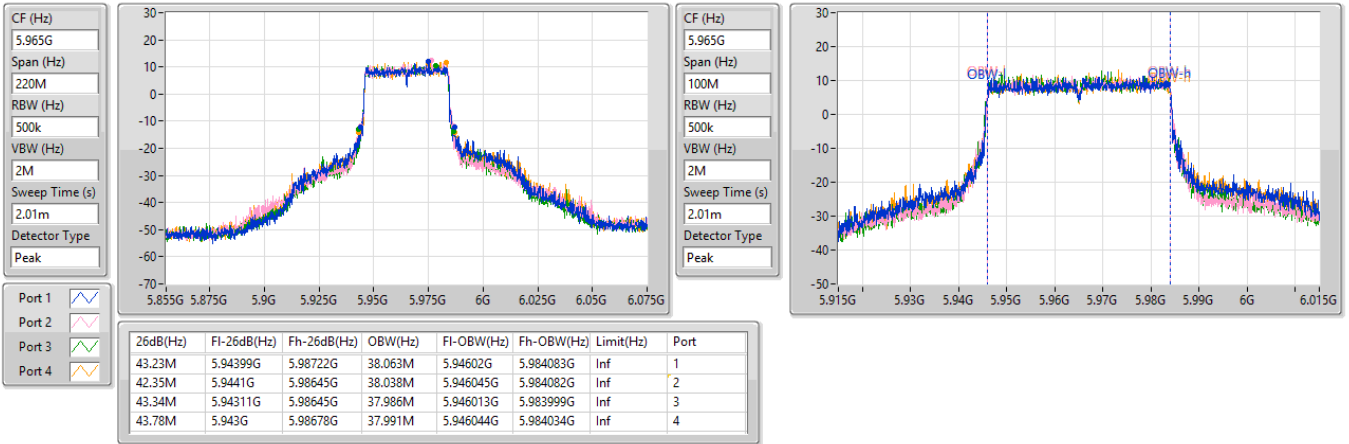 CF (Hz)
5.965G
Span (Hz)
220M
RBW (Hz)
500k
VBW (Hz)
2M
Sweep Time (s)
2.01m
Detector Type
Peak
30
20
10
0
-10
-20
-30
-40
-50
-60
-70
5.855G 5.875G 5.9G 5.925G 5.95G 5.975G 6G 6.025G 6.05G 6.075G
CF (Hz)
5.965G
Span (Hz)
100M
RBW (Hz)
500k
VBW (Hz)
2M
Sweep Time (s)
2.01m
Detector Type
Peak
30
20
10
0
-10
-20
-30
-40
-50
OBW-l OBW-h
5.915G 5.93G 5.94G 5.95G 5.96G 5.97G 5.98G 5.99G 6G 6.015G
Port 1
Port 2
Port 3
Port 4
26dB(Hz) Fl-26dB(Hz) Fh-26dB(Hz) OBW(Hz) Fl-OBW(Hz) Fh-OBW(Hz) Limit(Hz) Port
43.23M 5.94399G 5.98722G 38.063M 5.94602G 5.984083G Inf 1
42.35M 5.9441G 5.98645G 38.038M 5.946045G 5.984082G Inf 2
43.34M 5.94311G 5.98645G 37.986M 5.946013G 5.983999G Inf 3
43.78M 5.943G 5.98678G 37.991M 5.946044G 5.984034G Inf 4